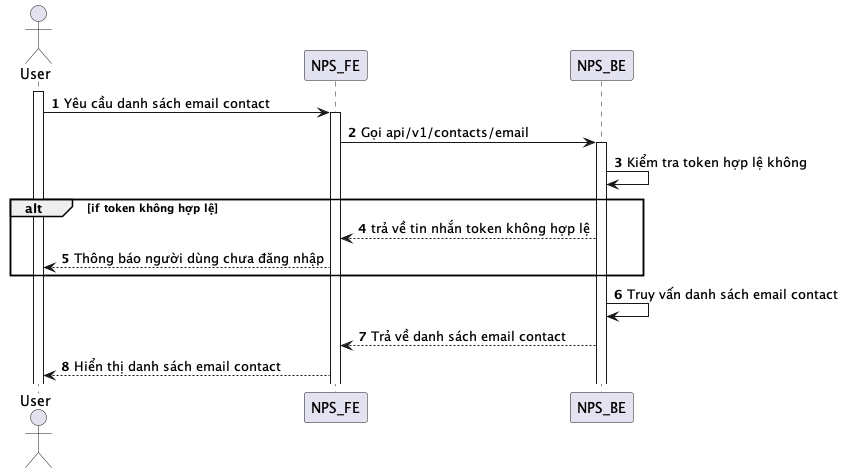 User
NPS_FE
NPS_BE
1 Yêu cầu danh sách email contact
2 Gọi api/v1/contacts/email
3 Kiểm tra token hợp lệ không
alt [if token không hợp lệ]
4 trả về tin nhắn token không hợp lệ
5 Thông báo người dùng chưa đăng nhập
6 Truy vấn danh sách email contact
7 Trả về danh sách email contact
8 Hiển thị danh sách email contact
User
NPS_FE
NPS_BE